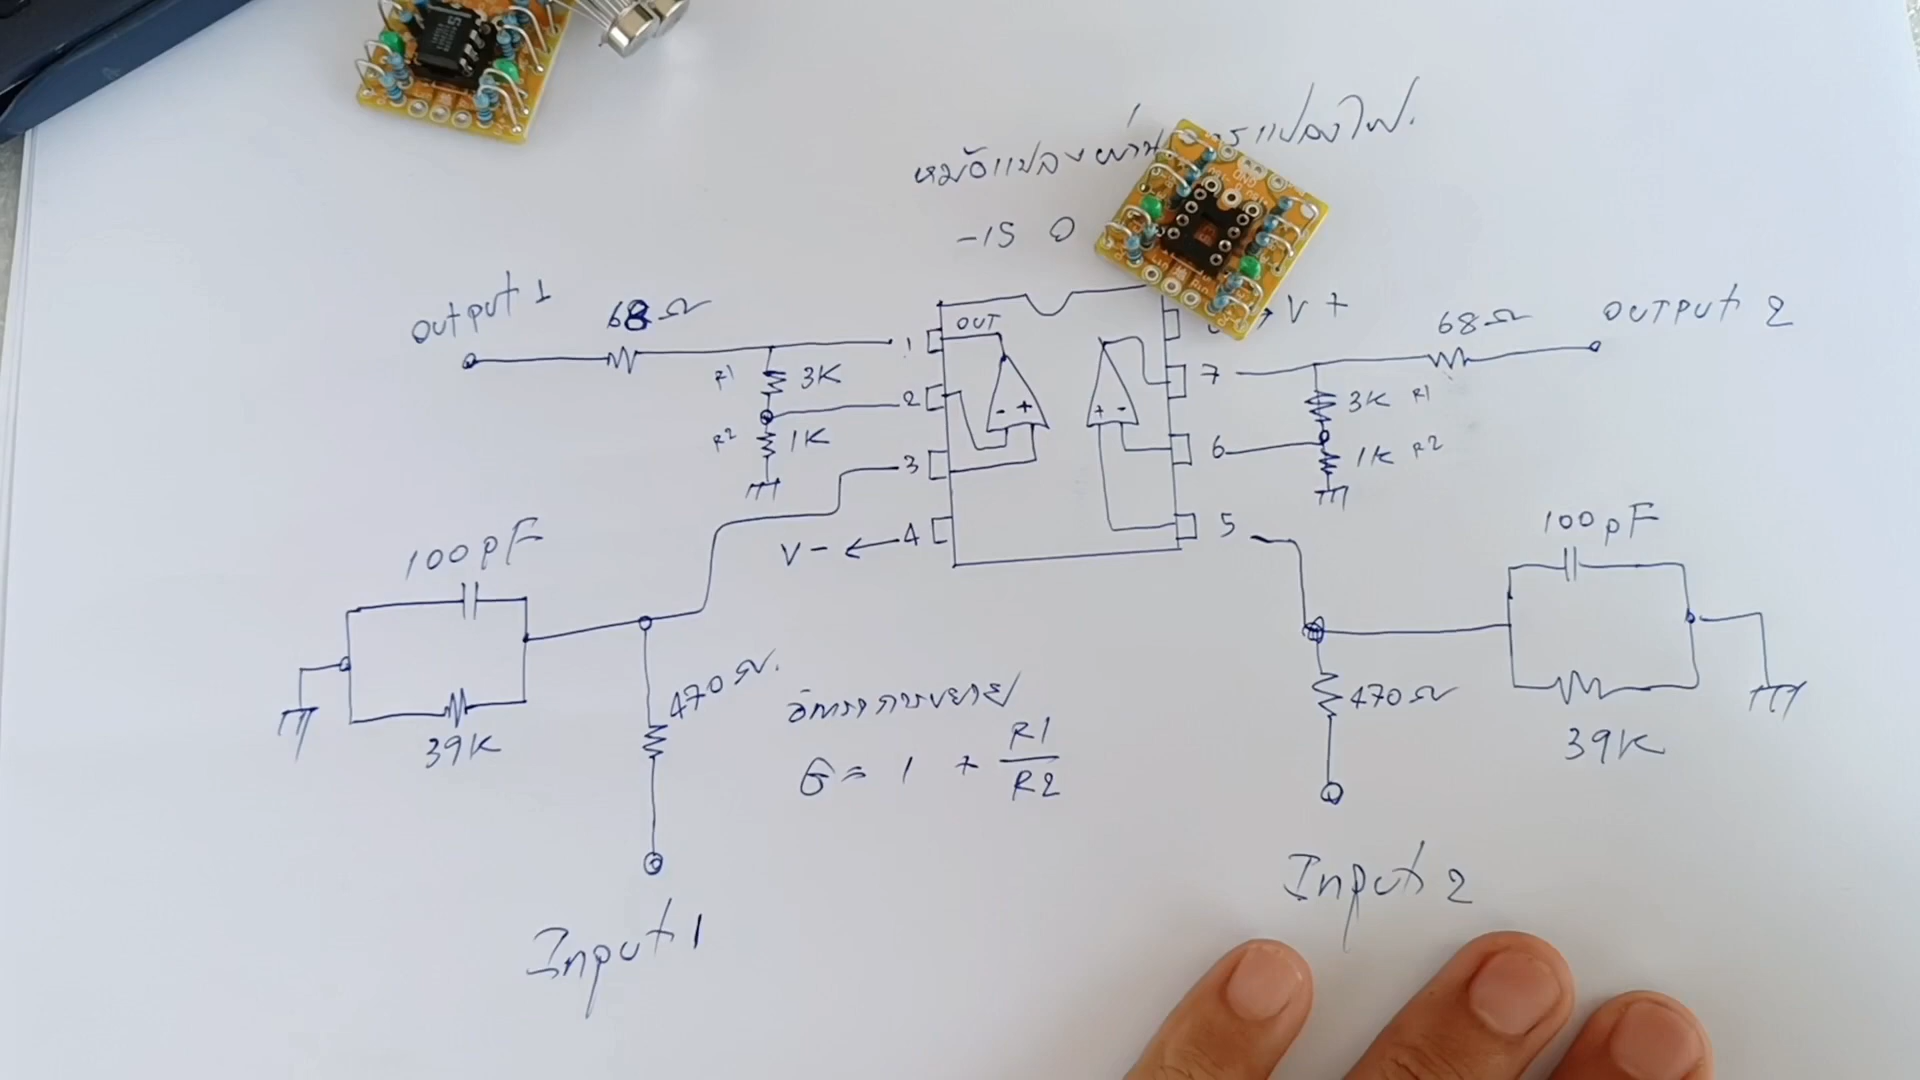 -15 0
V+
OUTPUT 1
68Ω
OUT
68Ω
OUTPUT 2
1
R1 3K
7
3K R1
2
R2 1K
6
1K R2
3
100pF
V- ← 4
5
100pF
470Ω
39K
อัตราการขยาย
G = 1 + R1
R2
470Ω
39K
Input 1
Input 2